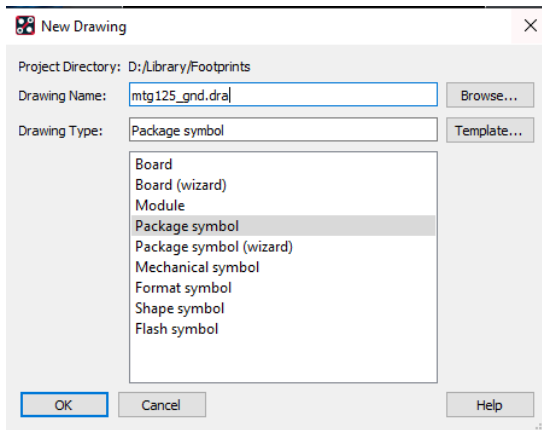 New Drawing
Project Directory: D:/Library/Footprints
Drawing Name: mtg125_gnd.dra Browse...
Drawing Type: Package symbol Template...
Board
Board (wizard)
Module
Package symbol
Package symbol (wizard)
Mechanical symbol
Format symbol
Shape symbol
Flash symbol
OK Cancel Help